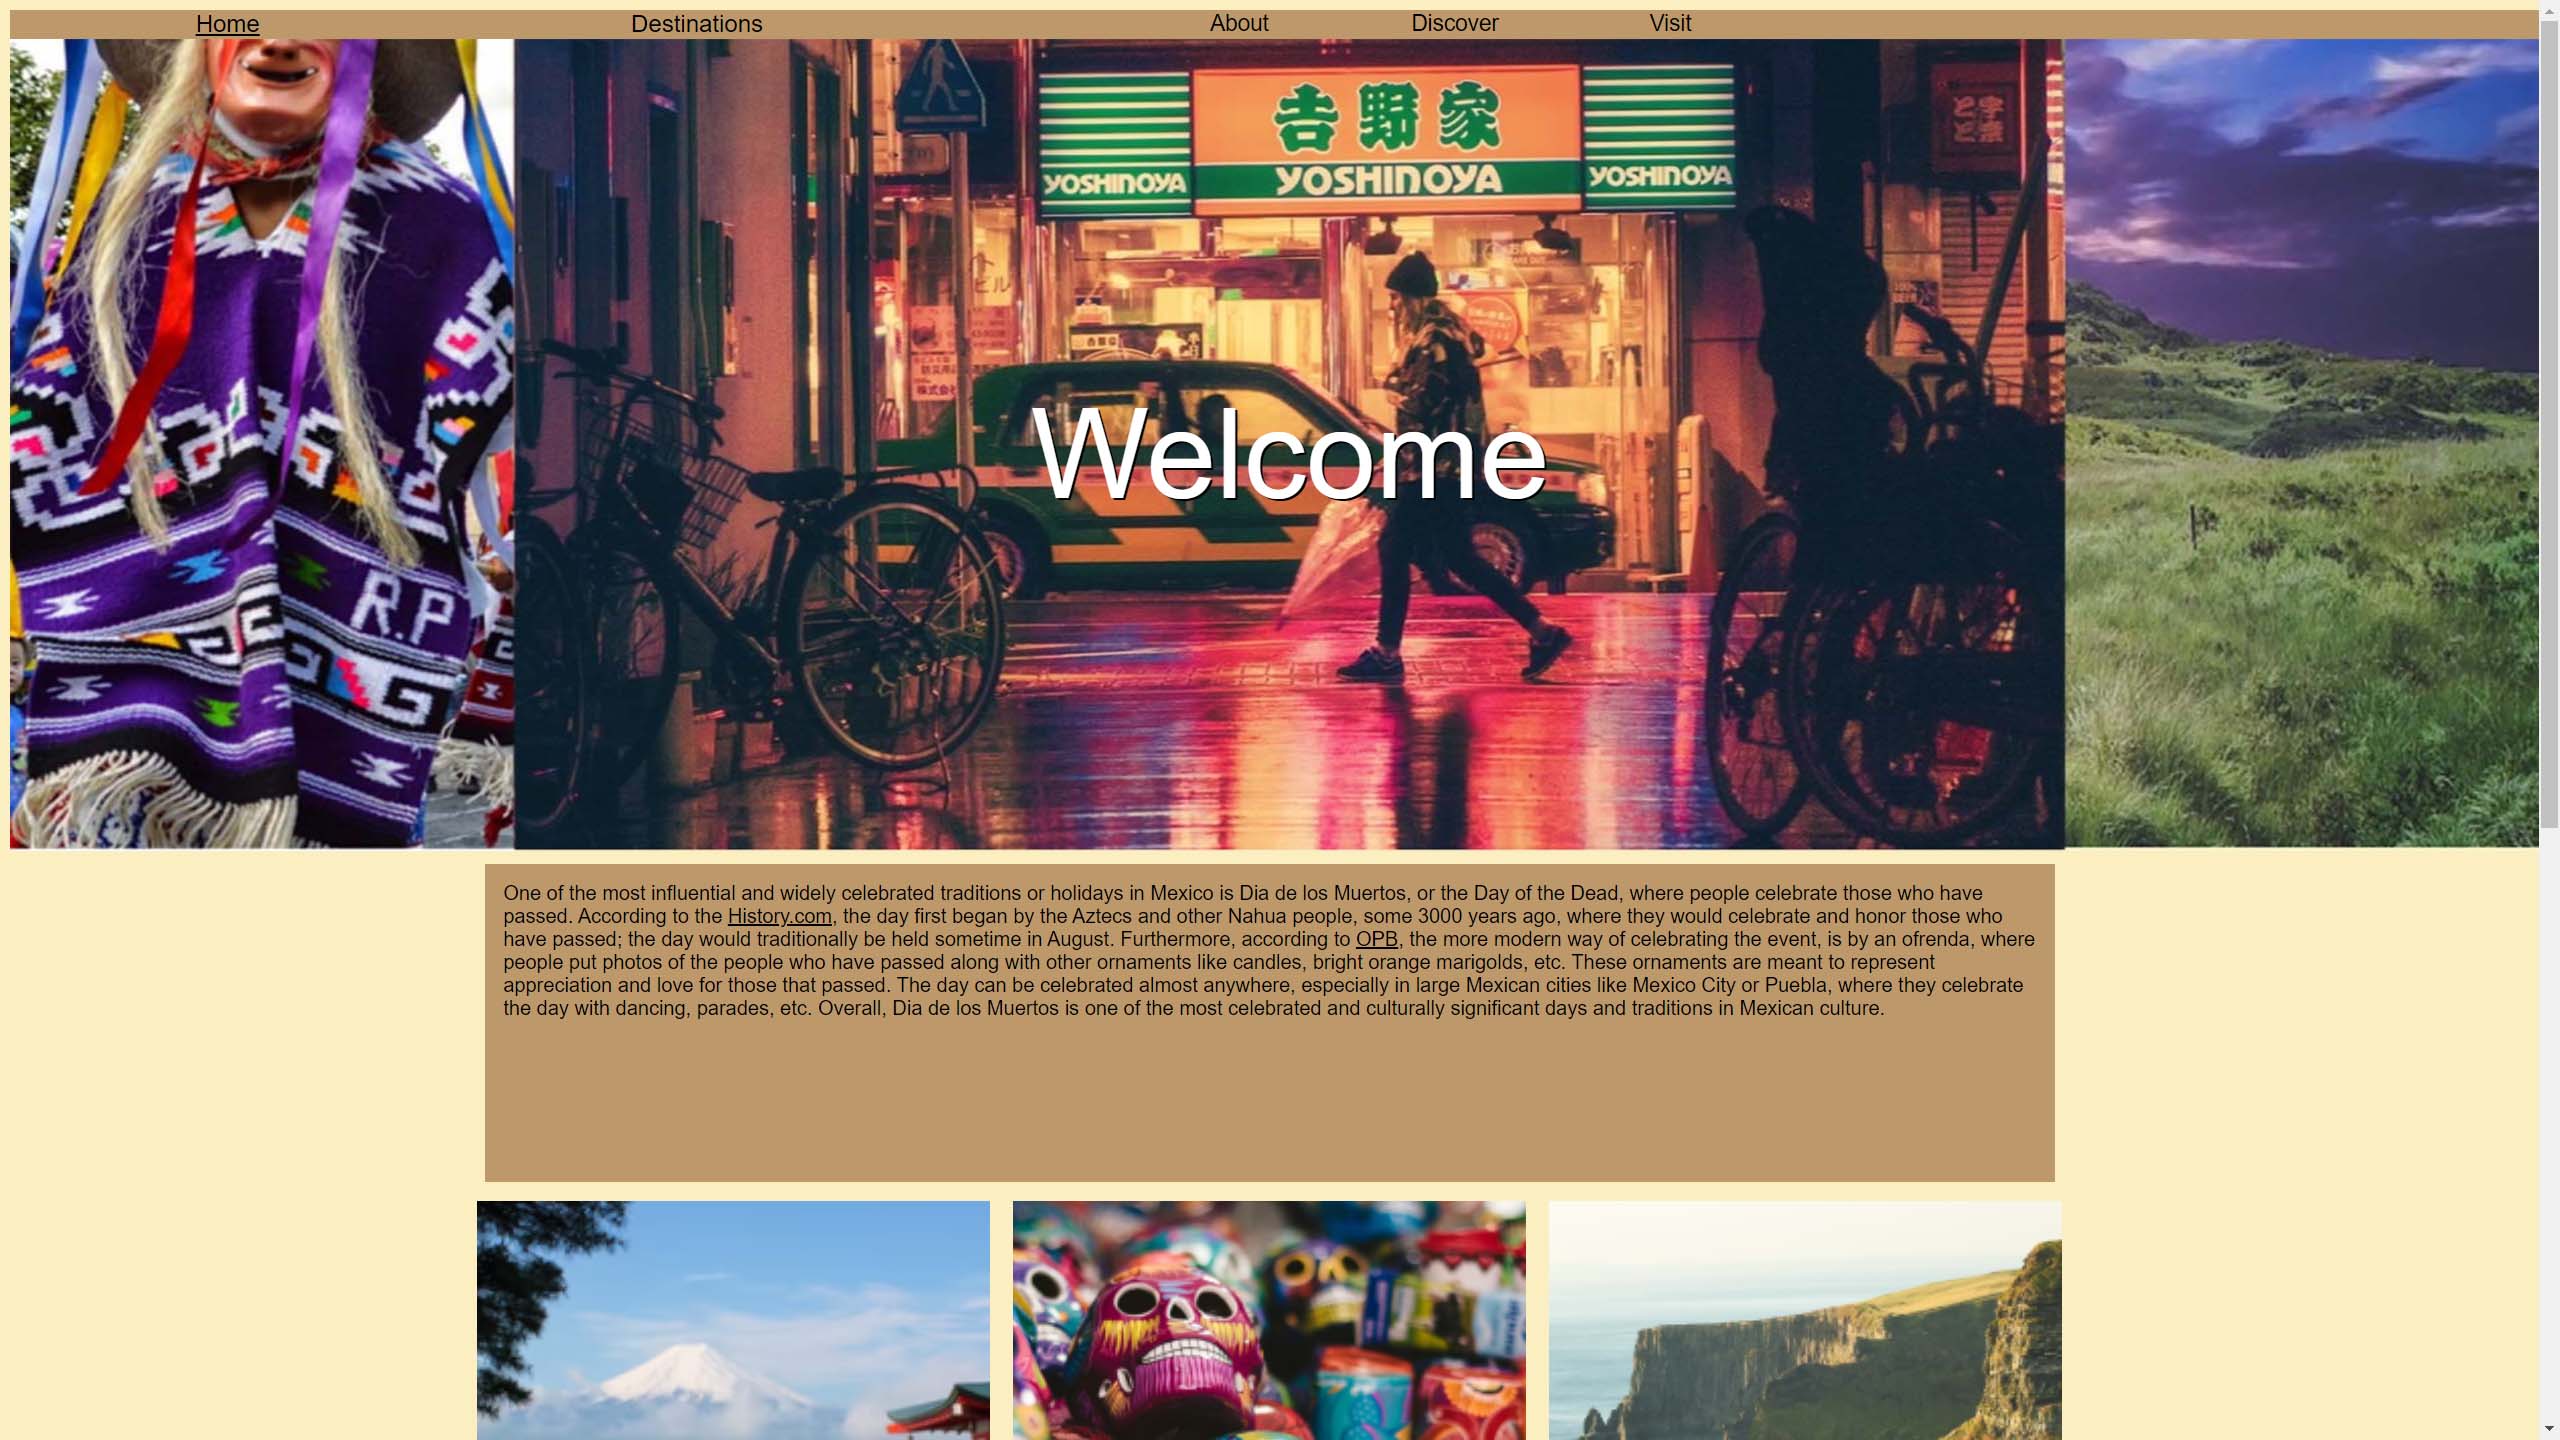 Home Destinations About Discover Visit
吉野家
YOSHINOYA YOSHINOYA YOSHINOYA
ビル
株式会社
Welcome
R.P
One of the most influential and widely celebrated traditions or holidays in Mexico is Dia de los Muertos, or the Day of the Dead, where people celebrate those who have
passed. According to the History.com, the day first began by the Aztecs and other Nahua people, some 3000 years ago, where they would celebrate and honor those who
have passed; the day would traditionally be held sometime in August. Furthermore, according to OPB, the more modern way of celebrating the event, is by an ofrenda, where
people put photos of the people who have passed along with other ornaments like candles, bright orange marigolds, etc. These ornaments are meant to represent
appreciation and love for those that passed. The day can be celebrated almost anywhere, especially in large Mexican cities like Mexico City or Puebla, where they celebrate
the day with dancing, parades, etc. Overall, Dia de los Muertos is one of the most celebrated and culturally significant days and traditions in Mexican culture.